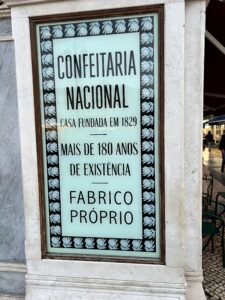 CONFEITARIA
NACIONAL
CASA FUNDADA EM 1829
MAIS DE 180 ANOS
DE EXISTÊNCIA
FABRICO
PRÓPRIO